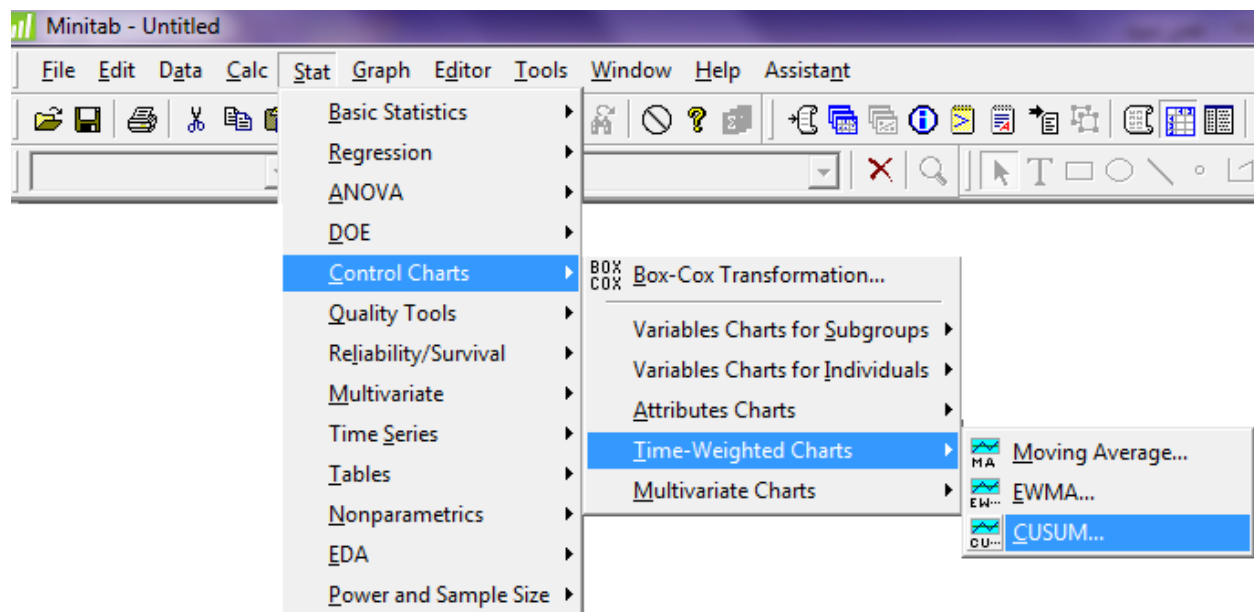 Minitab - Untitled
File Edit Data Calc Stat Graph Editor Tools Window Help Assistant
Basic Statistics
Regression
ANOVA
DOE
Control Charts
Quality Tools
Reliability/Survival
Multivariate
Time Series
Tables
Nonparametrics
EDA
Power and Sample Size
BOX COX Box-Cox Transformation...
Variables Charts for Subgroups
Variables Charts for Individuals
Attributes Charts
Time-Weighted Charts
Multivariate Charts
MA Moving Average...
EW... EWMA...
CU... CUSUM...